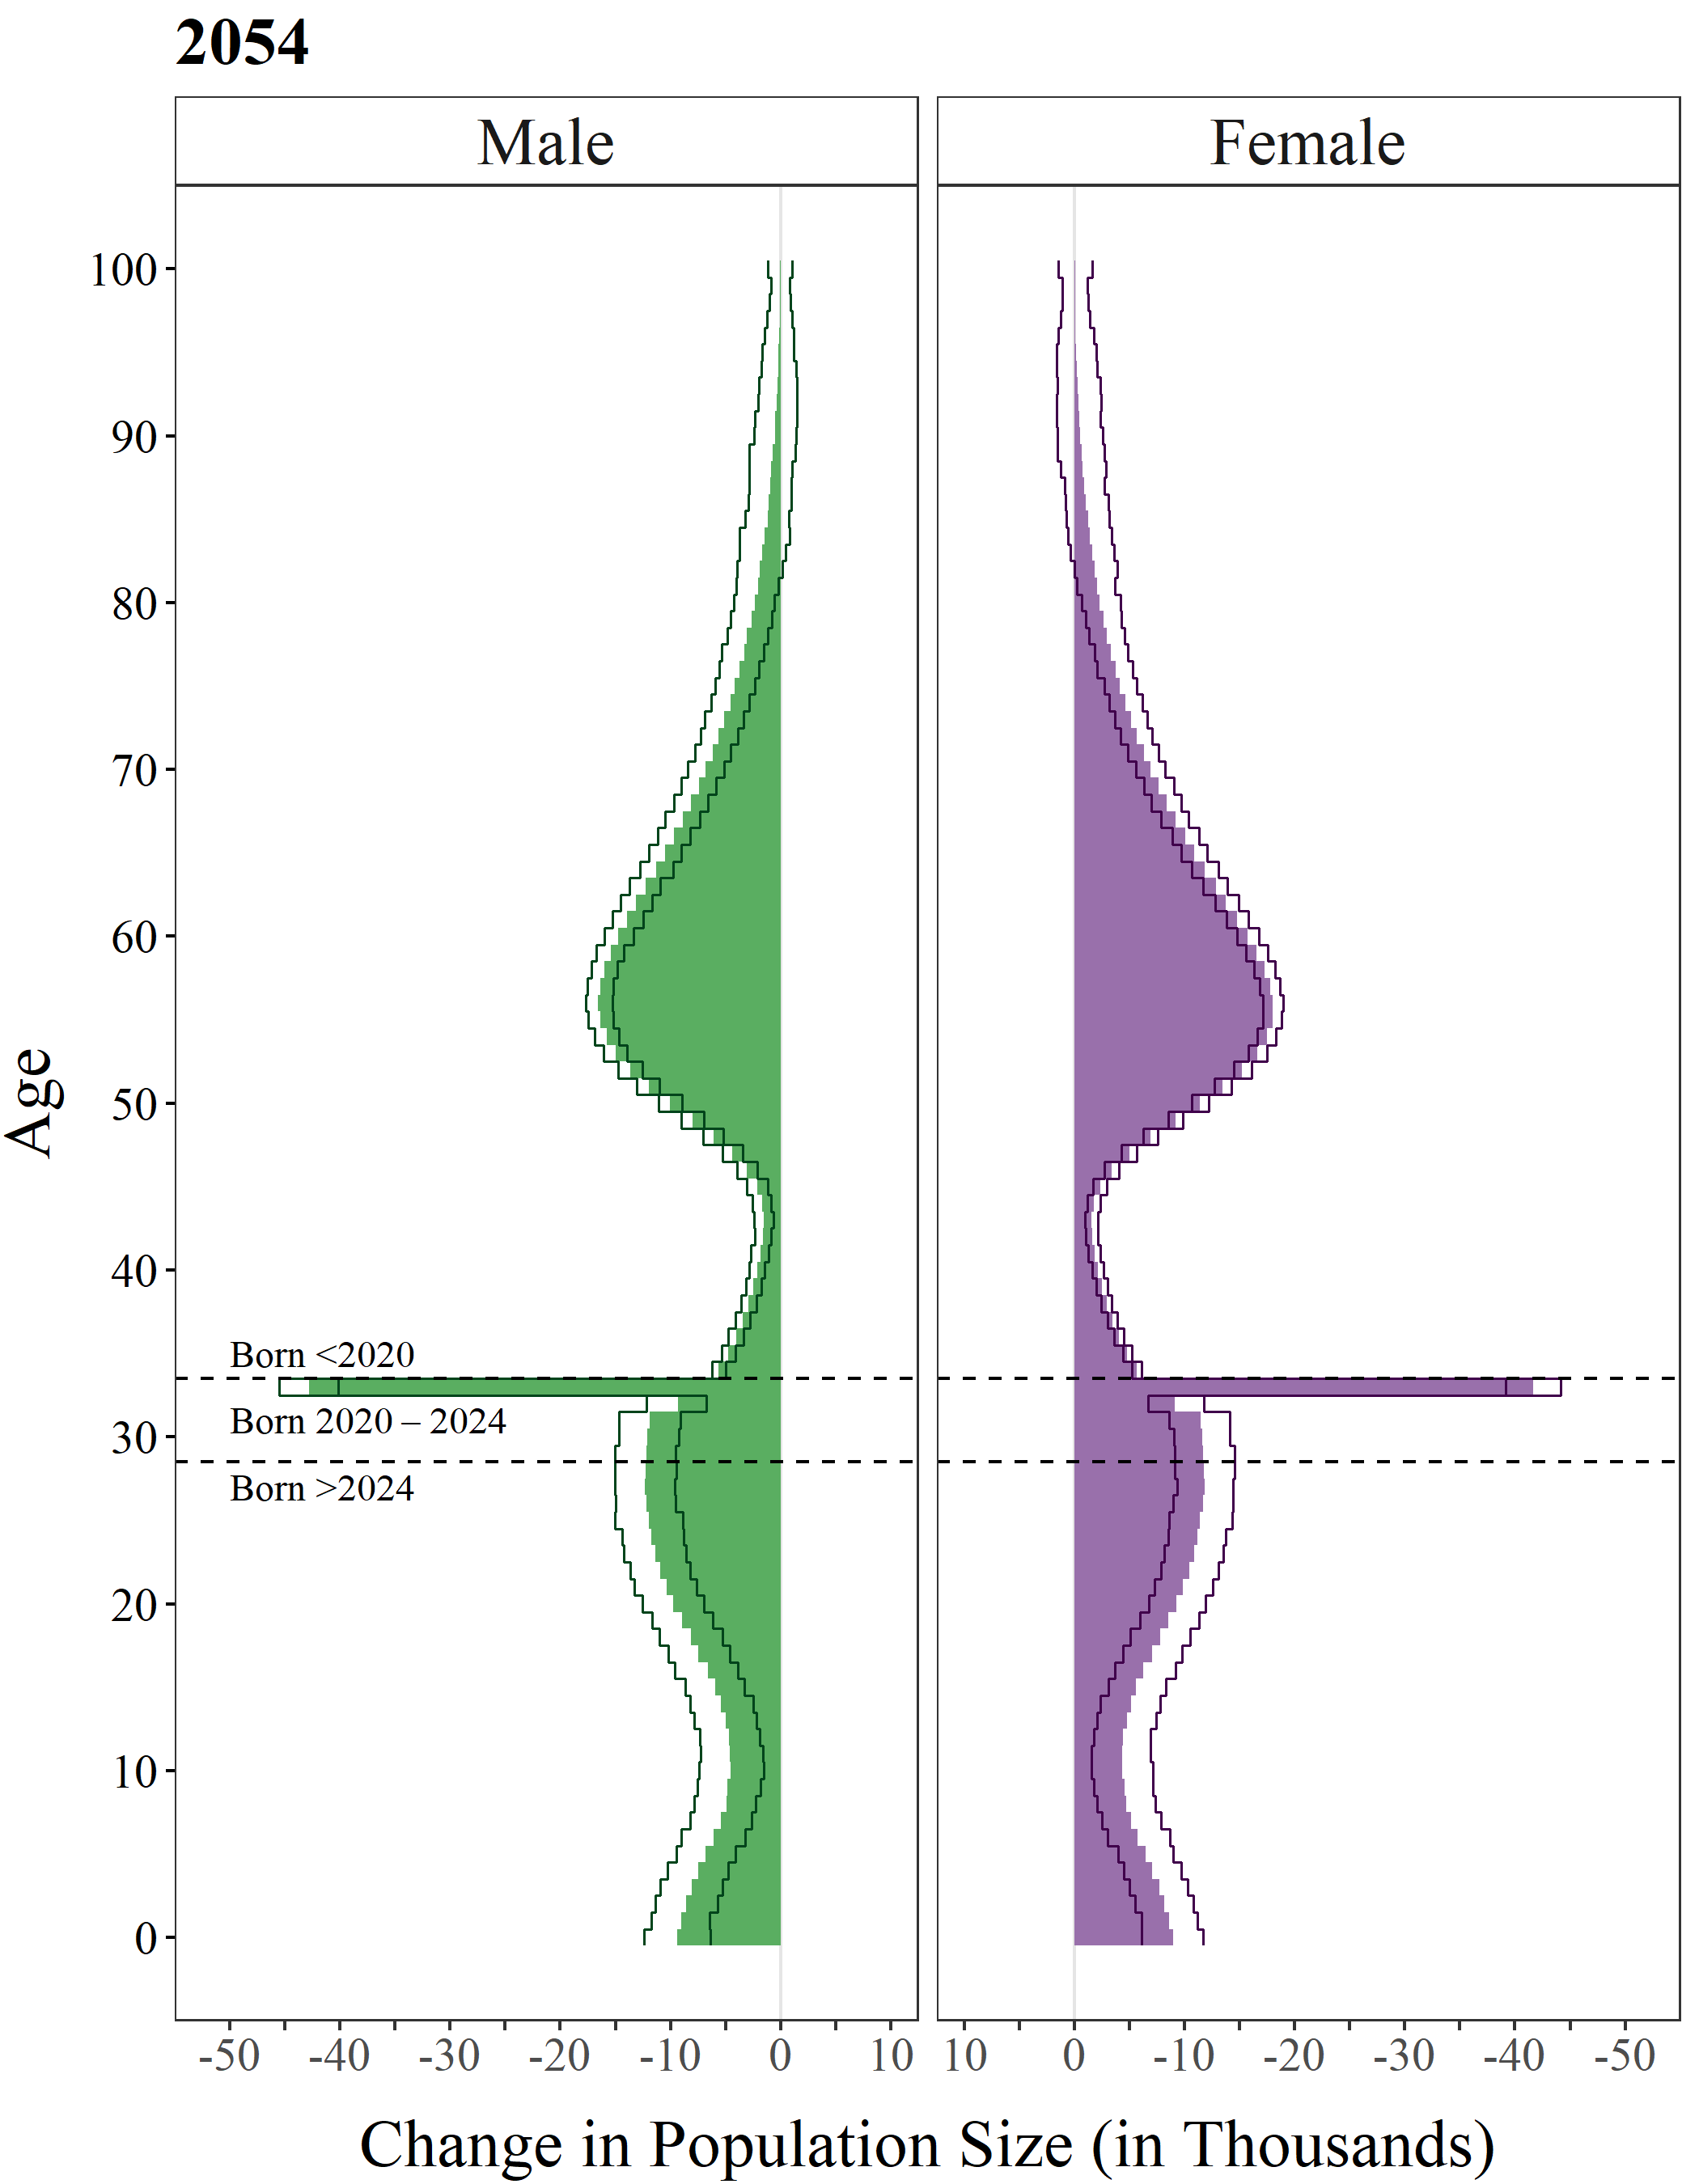 2054
Male Female
100
90
80
70
60
50
40
30
20
10
0
Age
Born <2020
Born 2020 – 2024
Born >2024
-50 -40 -30 -20 -10 0 10 10 0 -10 -20 -30 -40 -50
Change in Population Size (in Thousands)